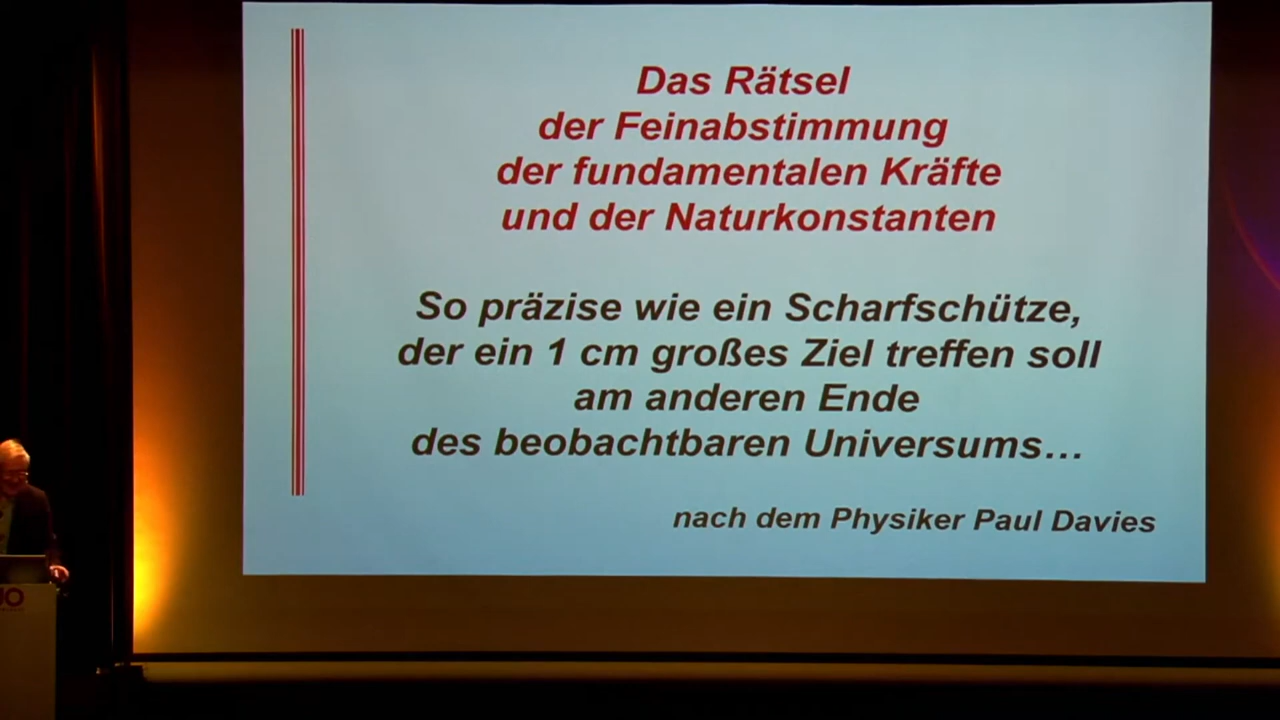 Das Rätsel
der Feinabstimmung
der fundamentalen Kräfte
und der Naturkonstanten
So präzise wie ein Scharfschütze,
der ein 1 cm großes Ziel treffen soll
am anderen Ende
des beobachtbaren Universums…
nach dem Physiker Paul Davies